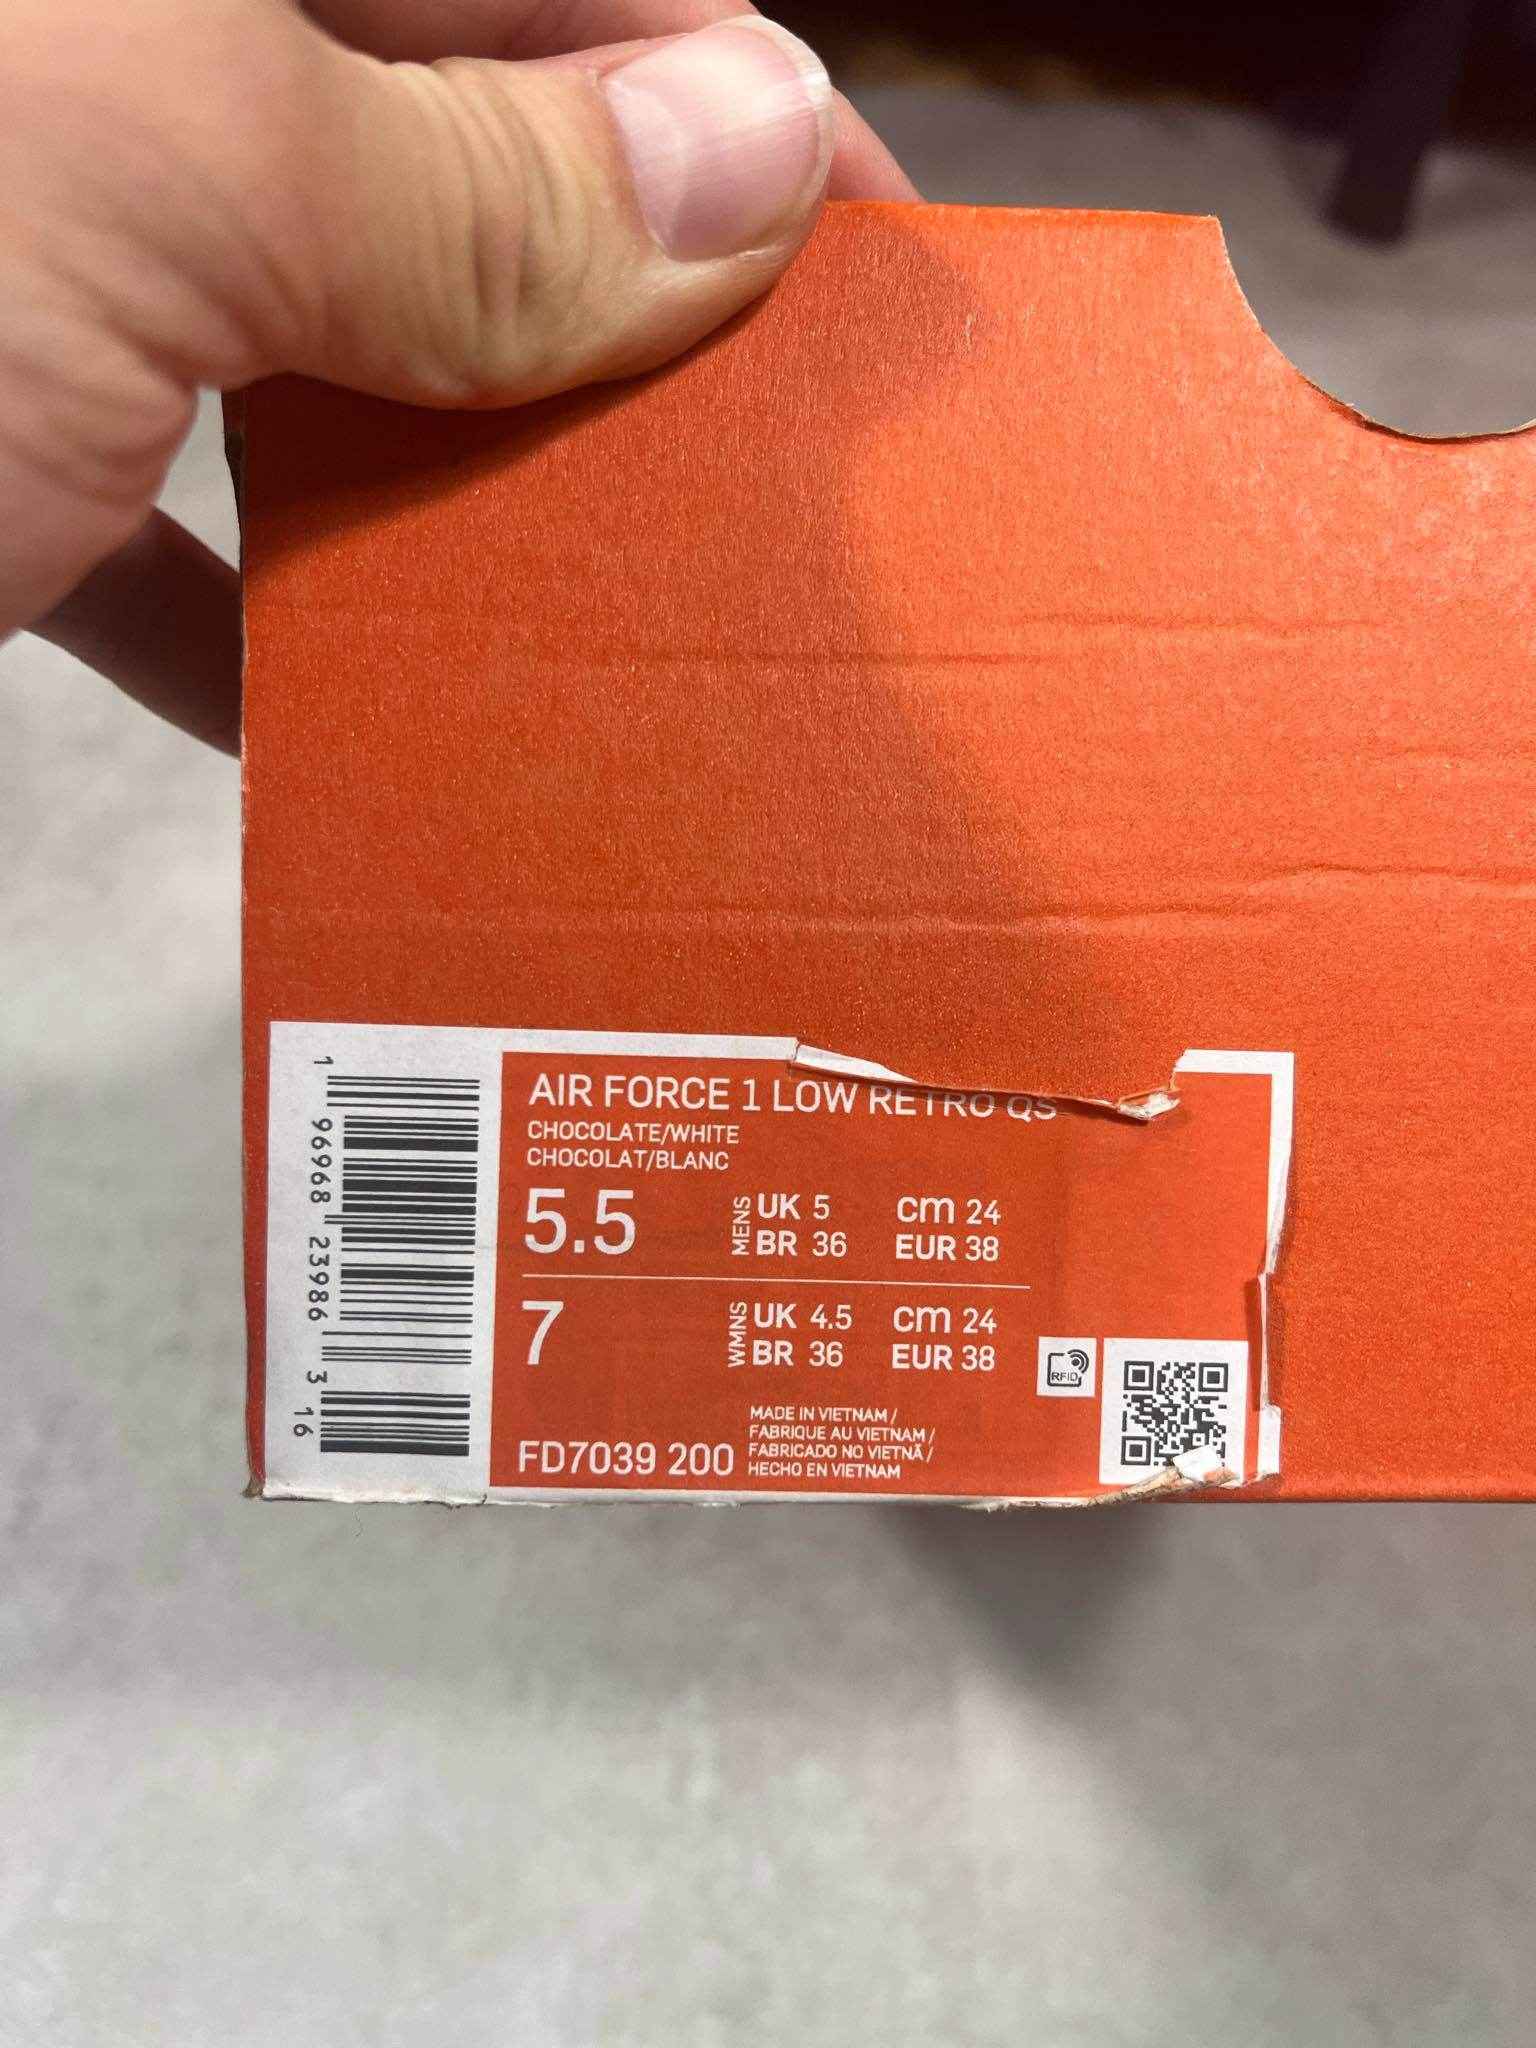 1 96968 23986 3 16
AIR FORCE 1 LOW RETRO QS
CHOCOLATE/WHITE
CHOCOLAT/BLANC
5.5 MENS UK 5 cm 24
BR 36 EUR 38
7 WMNS UK 4.5 cm 24
BR 36 EUR 38
RFID
MADE IN VIETNAM /
FABRIQUE AU VIETNAM /
FD7039 200 FABRICADO NO VIETNÃ /
HECHO EN VIETNAM